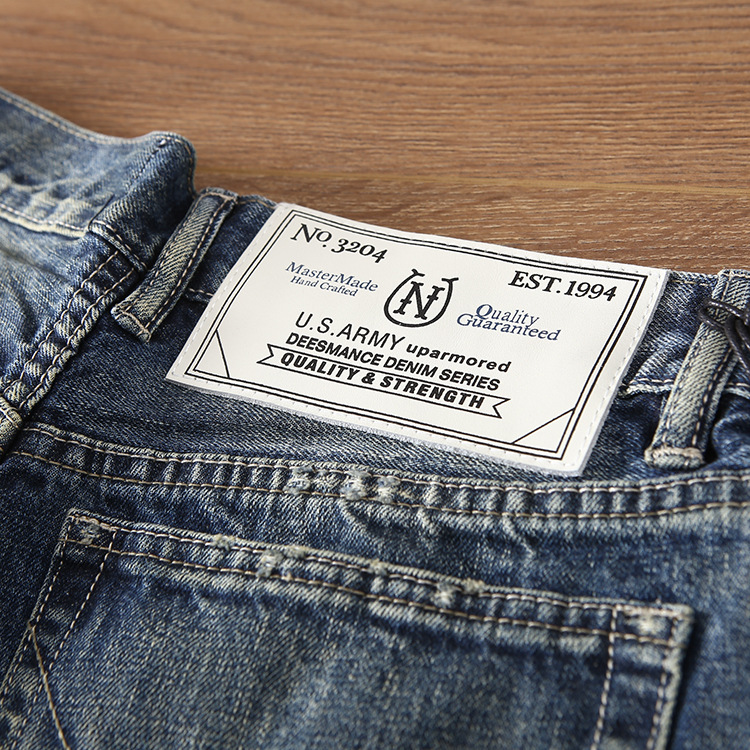 No. 3204
EST. 1994
MasterMade
Hand Crafted
N
Quality
Guaranteed
U.S. ARMY uparmored
DEESMANCE DENIM SERIES
QUALITY & STRENGTH